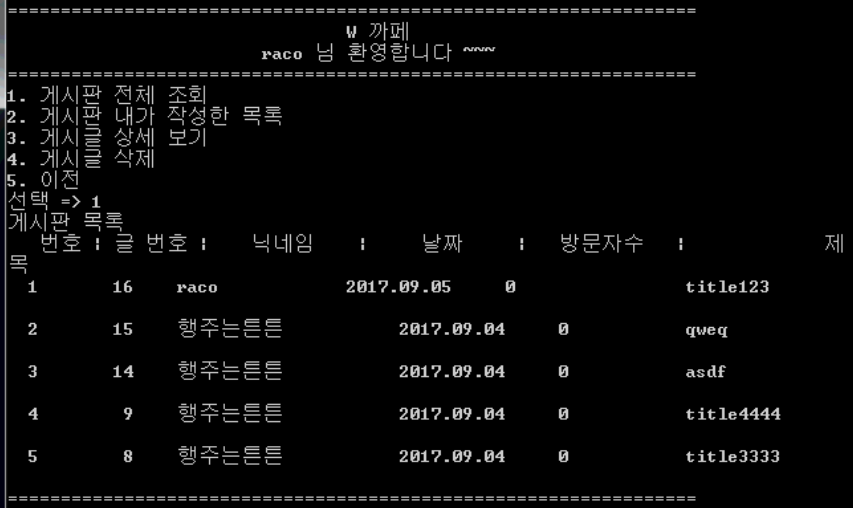 =================================================================
W 까페
raco 님 환영합니다 ~~~
=================================================================
1. 게시판 전체 조회
2. 게시판 내가 작성한 목록
3. 게시글 상세 보기
4. 게시글 삭제
5. 이전
선택 => 1
게시판 목록
번호 | 글 번호 | 닉네임 | 날짜 | 방문자수 | 제
목
1 16 raco 2017.09.05 0 title123
2 15 행주는튼튼 2017.09.04 0 qweq
3 14 행주는튼튼 2017.09.04 0 asdf
4 9 행주는튼튼 2017.09.04 0 title4444
5 8 행주는튼튼 2017.09.04 0 title3333
=================================================================